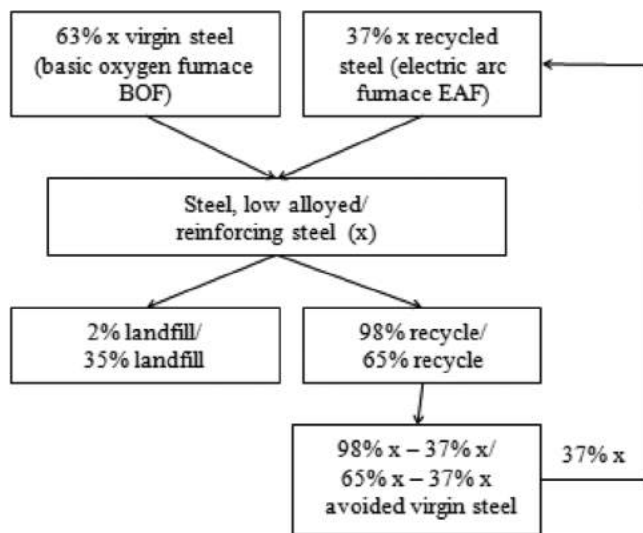 63% x virgin steel
(basic oxygen furnace
BOF)
37% x recycled
steel (electric arc
furnace EAF)
Steel, low alloyed/
reinforcing steel (x)
2% landfill/
35% landfill
98% recycle/
65% recycle
98% x – 37% x/
65% x – 37% x
avoided virgin steel
37% x